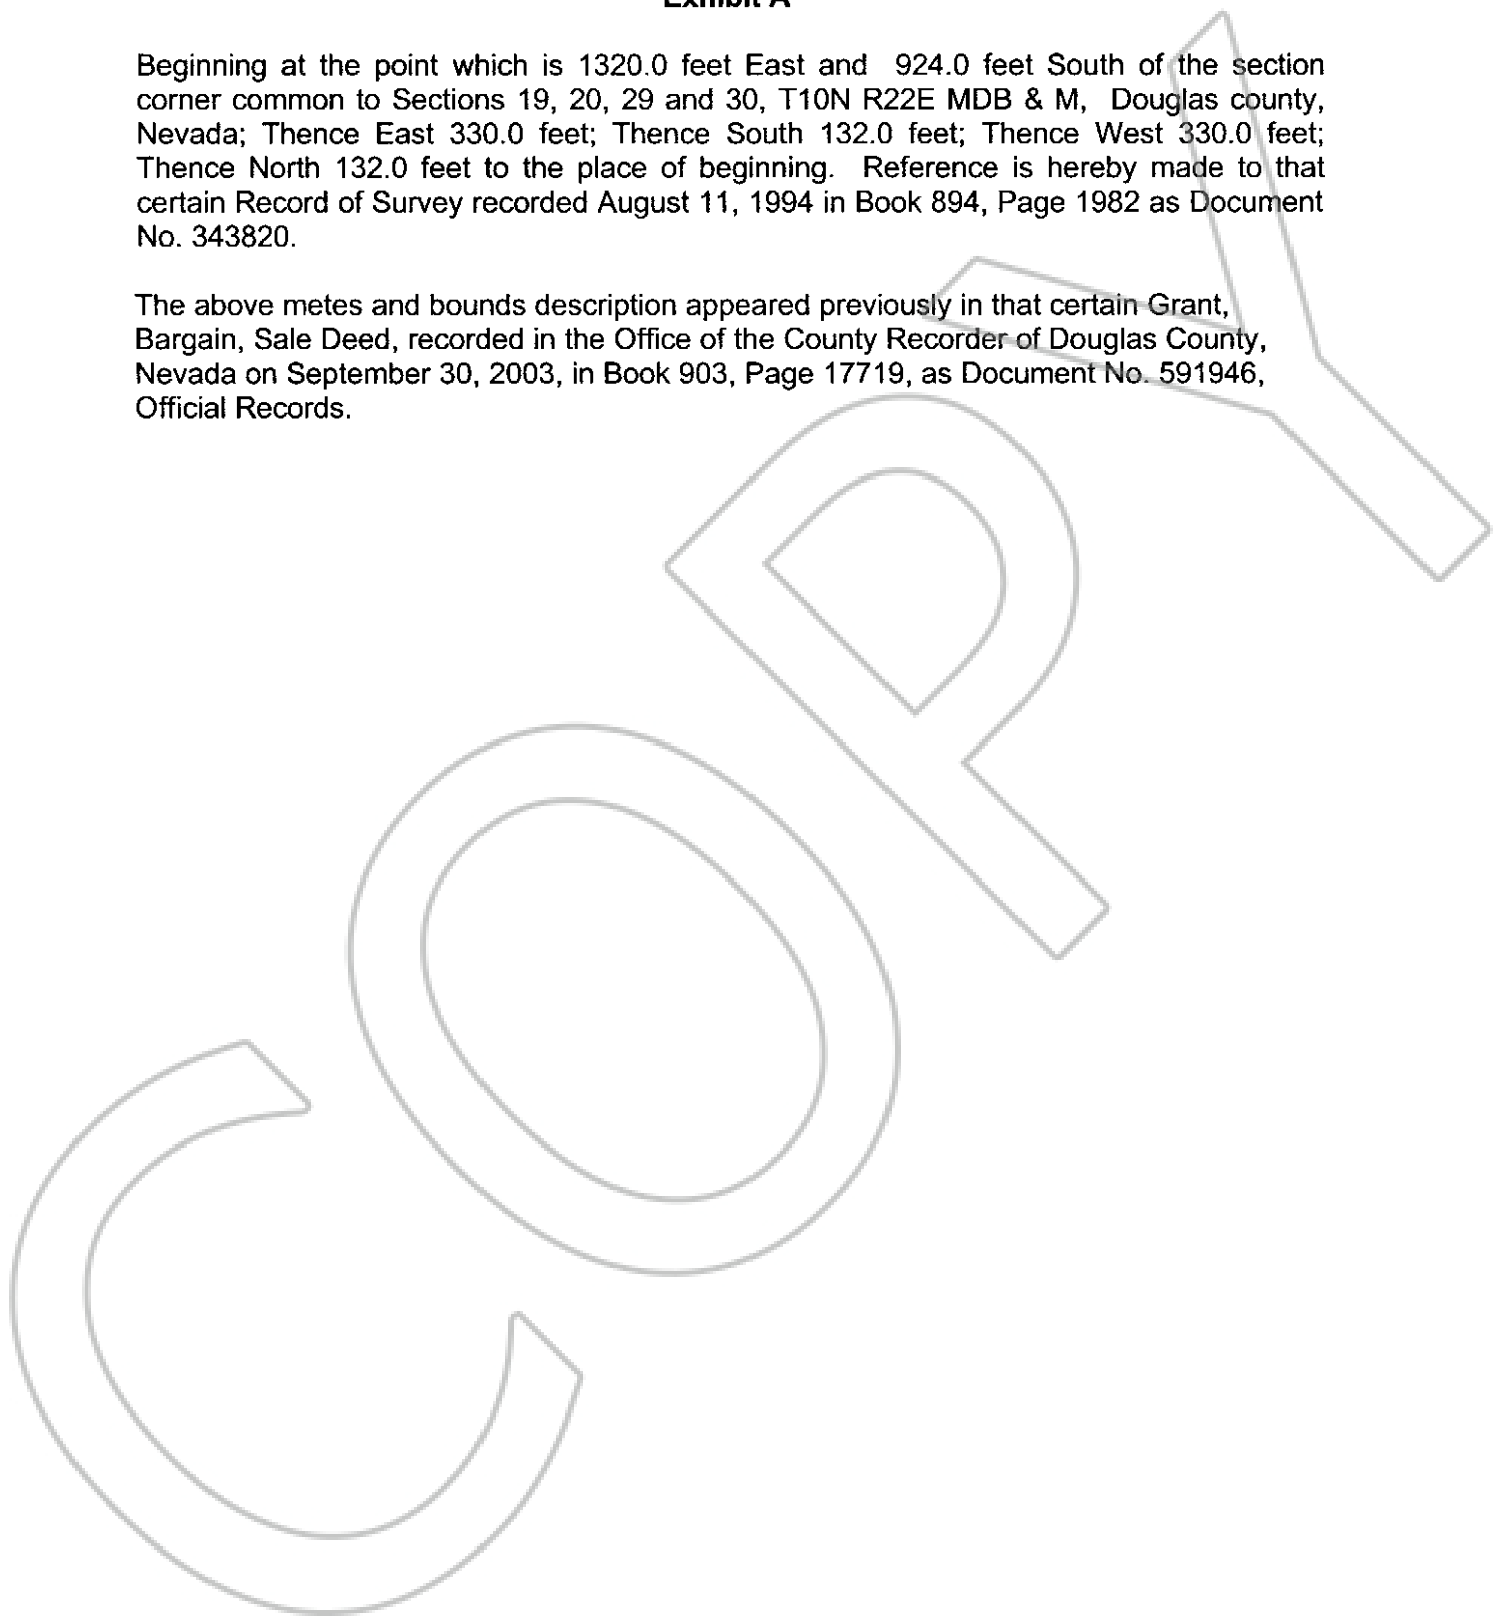 Exhibit A
Beginning at the point which is 1320.0 feet East and 924.0 feet South of the section
corner common to Sections 19, 20, 29 and 30, T10N R22E MDB & M, Douglas county,
Nevada; Thence East 330.0 feet; Thence South 132.0 feet; Thence West 330.0 feet;
Thence North 132.0 feet to the place of beginning. Reference is hereby made to that
certain Record of Survey recorded August 11, 1994 in Book 894, Page 1982 as Document
No. 343820.
The above metes and bounds description appeared previously in that certain Grant,
Bargain, Sale Deed, recorded in the Office of the County Recorder of Douglas County,
Nevada on September 30, 2003, in Book 903, Page 17719, as Document No. 591946,
Official Records.
COPY